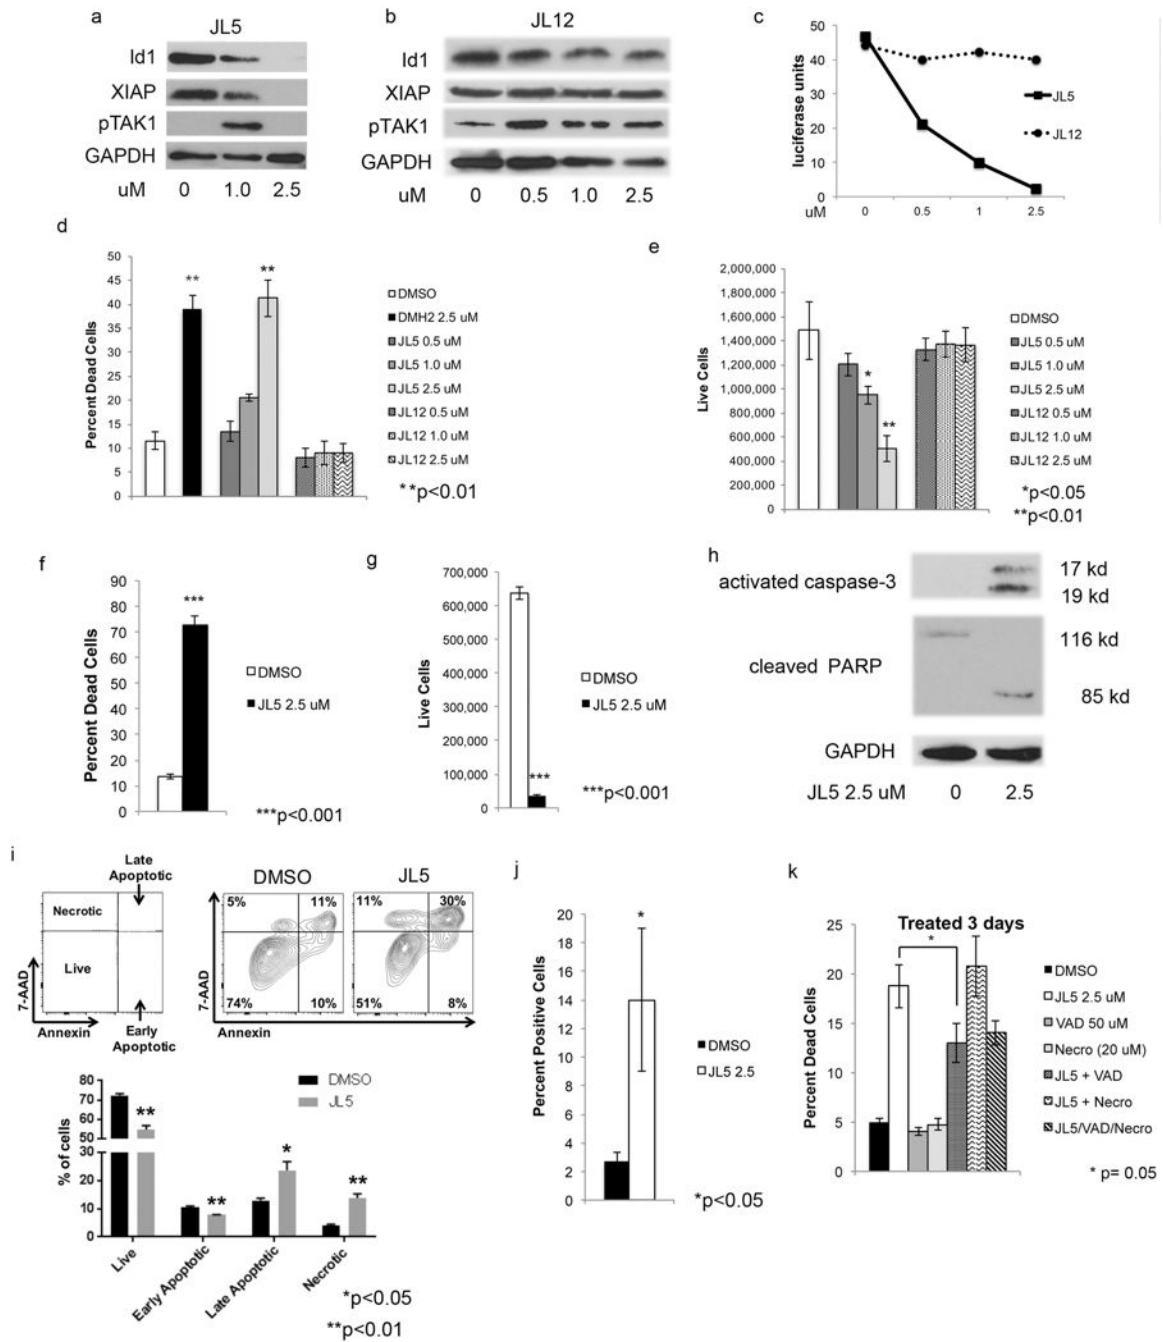 a
JL5
Id1
XIAP
pTAK1
GAPDH
uM 0 1.0 2.5
b
JL12
Id1
XIAP
pTAK1
GAPDH
uM 0 0.5 1.0 2.5
c
luciferase units
50
40
30
20
10
0
uM 0 0.5 1 2.5
JL5
JL12
d
Percent Dead Cells
50
45
40
35
30
25
20
15
10
5
0
**
**
DMSO
DMH2 2.5 uM
JL5 0.5 uM
JL5 1.0 uM
JL5 2.5 uM
JL12 0.5 uM
JL12 1.0 uM
JL12 2.5 uM
**p<0.01
e
Live Cells
2,000,000
1,800,000
1,600,000
1,400,000
1,200,000
1,000,000
800,000
600,000
400,000
200,000
0
*
**
DMSO
JL5 0.5 uM
JL5 1.0 uM
JL5 2.5 uM
JL12 0.5 uM
JL12 1.0 uM
JL12 2.5 uM
*p<0.05
**p<0.01
f
Percent Dead Cells
90
80
70
60
50
40
30
20
10
0
***
DMSO
JL5 2.5 uM
***p<0.001
g
Live Cells
700,000
600,000
500,000
400,000
300,000
200,000
100,000
0
***
DMSO
JL5 2.5 uM
***p<0.001
h
activated caspase-3
17 kd
19 kd
cleaved PARP
116 kd
85 kd
GAPDH
JL5 2.5 uM 0 2.5
i
Late
Apoptotic
Necrotic
Live
7-AAD
Annexin
Early
Apoptotic
DMSO
JL5
5% 11%
74% 10%
11% 30%
51% 8%
7-AAD
Annexin
% of cells
80
70
60
50
30
20
10
0
**
**
*
**
DMSO
JL5
Live
Early Apoptotic
Late Apoptotic
Necrotic
*p<0.05
**p<0.01
j
Percent Positive Cells
20
18
16
14
12
10
8
6
4
2
0
*
DMSO
JL5 2.5
*p<0.05
k
Treated 3 days
Percent Dead Cells
25
20
15
10
5
0
*
DMSO
JL5 2.5 uM
VAD 50 uM
Necro (20 uM)
JL5 + VAD
JL5 + Necro
JL5/VAD/Necro
* p= 0.05